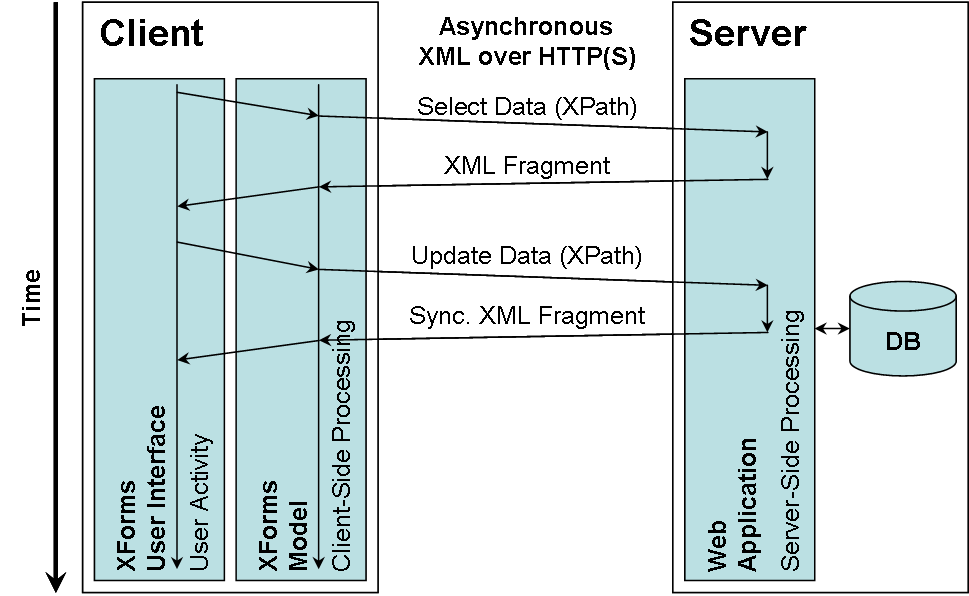 Client
Asynchronous
XML over HTTP(S)
Server
Select Data (XPath)
XML Fragment
Update Data (XPath)
Sync. XML Fragment
Time
DB
XForms
User Interface
User Activity
XForms
Model
Client-Side Processing
Web
Application
Server-Side Processing